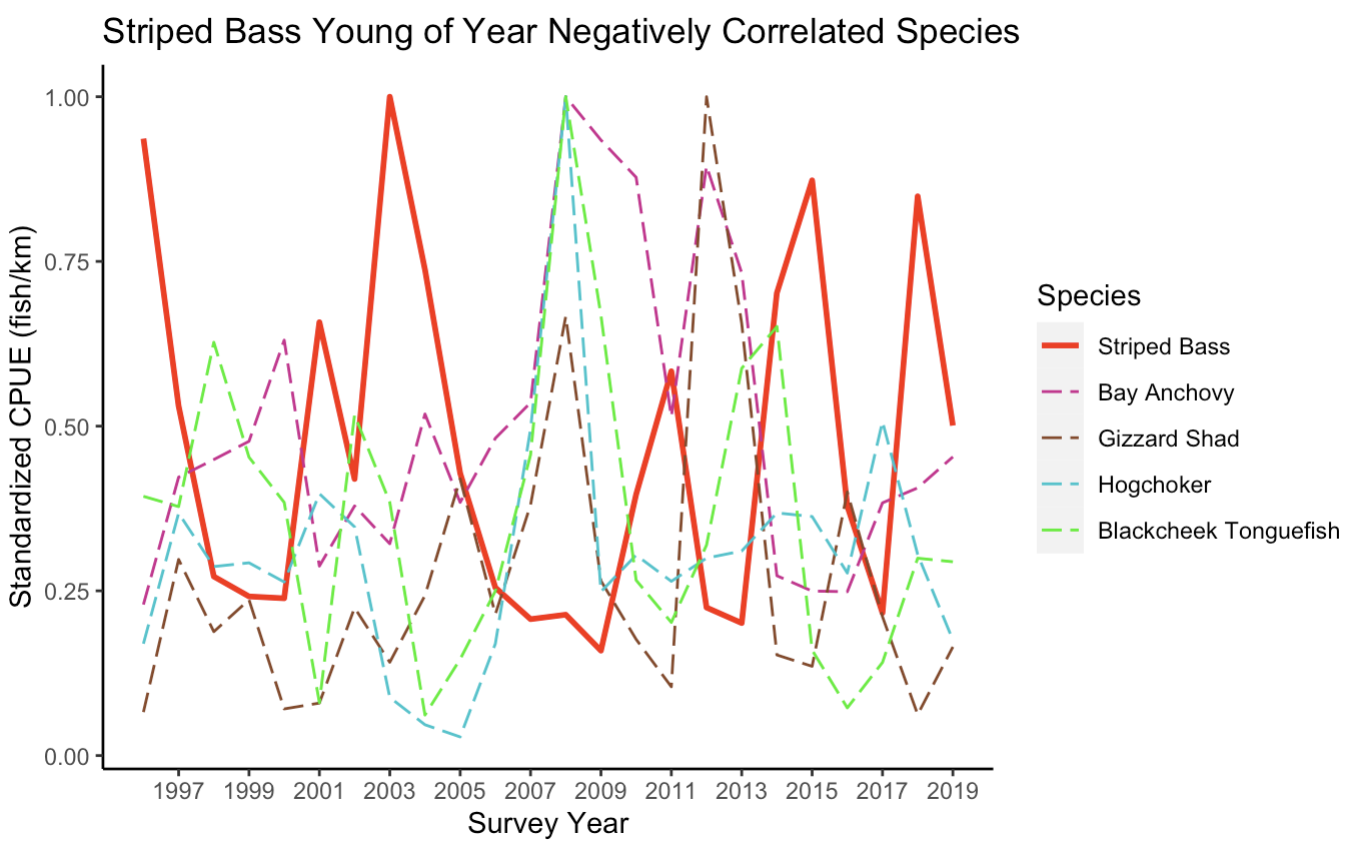 Striped Bass Young of Year Negatively Correlated Species
Standardized CPUE (fish/km)
1.00
0.75
0.50
0.25
0.00
1997 1999 2001 2003 2005 2007 2009 2011 2013 2015 2017 2019
Survey Year
Species
Striped Bass
Bay Anchovy
Gizzard Shad
Hogchoker
Blackcheek Tonguefish